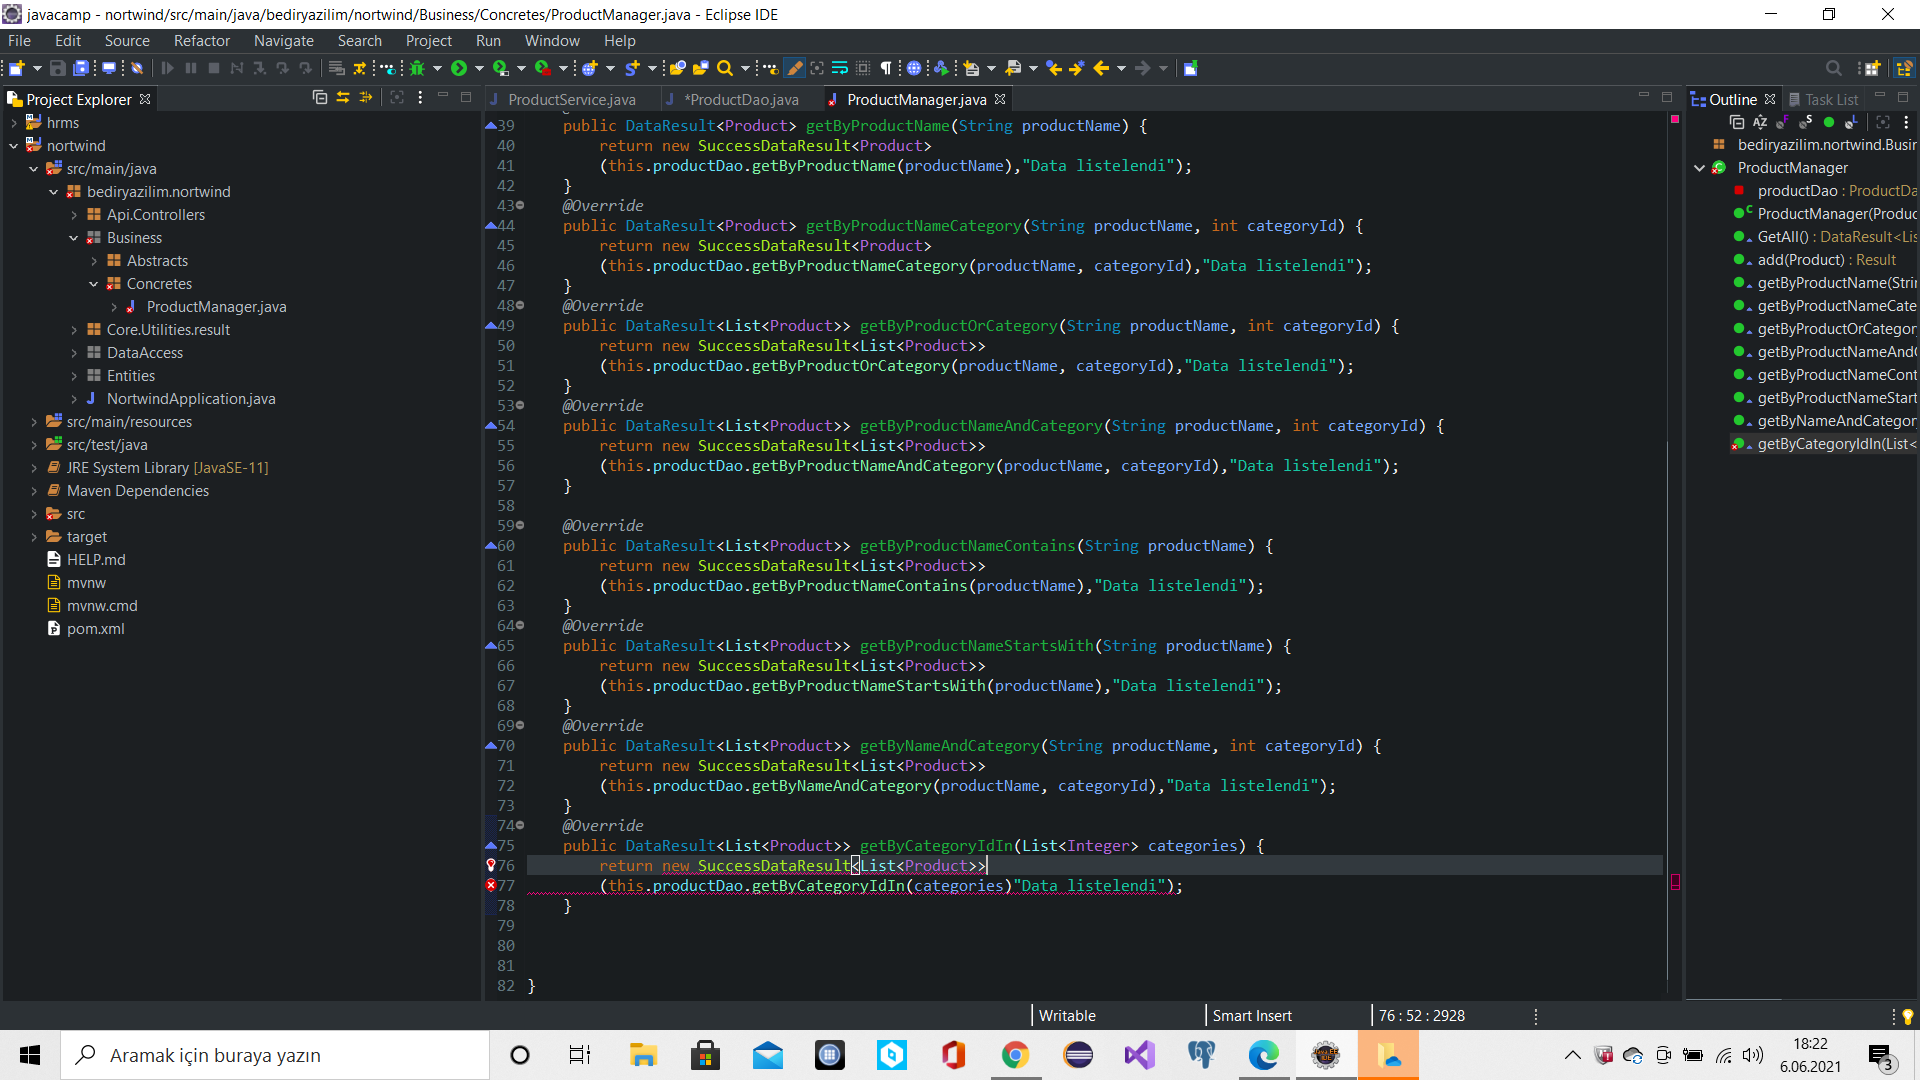 javacamp - nortwind/src/main/java/bediryazilim/nortwind/Business/Concretes/ProductManager.java - Eclipse IDE
File Edit Source Refactor Navigate Search Project Run Window Help
Project Explorer
hrms
nortwind
src/main/java
bediryazilim.nortwind
Api.Controllers
Business
Abstracts
Concretes
ProductManager.java
Core.Utilities.result
DataAccess
Entities
NortwindApplication.java
src/main/resources
src/test/java
JRE System Library [JavaSE-11]
Maven Dependencies
src
target
HELP.md
mvnw
mvnw.cmd
pom.xml
ProductService.java *ProductDao.java ProductManager.java
39 public DataResult<Product> getByProductName(String productName) {
40 return new SuccessDataResult<Product>
41 (this.productDao.getByProductName(productName),"Data listelendi");
42 }
43 @Override
44 public DataResult<Product> getByProductNameCategory(String productName, int categoryId) {
45 return new SuccessDataResult<Product>
46 (this.productDao.getByProductNameCategory(productName, categoryId),"Data listelendi");
47 }
48 @Override
49 public DataResult<List<Product>> getByProductOrCategory(String productName, int categoryId) {
50 return new SuccessDataResult<List<Product>>
51 (this.productDao.getByProductOrCategory(productName, categoryId),"Data listelendi");
52 }
53 @Override
54 public DataResult<List<Product>> getByProductNameAndCategory(String productName, int categoryId) {
55 return new SuccessDataResult<List<Product>>
56 (this.productDao.getByProductNameAndCategory(productName, categoryId),"Data listelendi");
57 }
58
59 @Override
60 public DataResult<List<Product>> getByProductNameContains(String productName) {
61 return new SuccessDataResult<List<Product>>
62 (this.productDao.getByProductNameContains(productName),"Data listelendi");
63 }
64 @Override
65 public DataResult<List<Product>> getByProductNameStartsWith(String productName) {
66 return new SuccessDataResult<List<Product>>
67 (this.productDao.getByProductNameStartsWith(productName),"Data listelendi");
68 }
69 @Override
70 public DataResult<List<Product>> getByNameAndCategory(String productName, int categoryId) {
71 return new SuccessDataResult<List<Product>>
72 (this.productDao.getByNameAndCategory(productName, categoryId),"Data listelendi");
73 }
74 @Override
75 public DataResult<List<Product>> getByCategoryIdIn(List<Integer> categories) {
76 return new SuccessDataResult<List<Product>>
77 (this.productDao.getByCategoryIdIn(categories)"Data listelendi");
78 }
79
80
81
82 }
Outline Task List
bediryazilim.nortwind.Busin
ProductManager
productDao : ProductDa
ProductManager(Produc
GetAll() : DataResult<Lis
add(Product) : Result
getByProductName(Strin
getByProductNameCate
getByProductOrCategor
getByProductNameAndC
getByProductNameCont
getByProductNameStart
getByNameAndCategor
getByCategoryIdIn(List<
Writable Smart Insert 76 : 52 : 2928
Aramak için buraya yazın
18:22
6.06.2021
3